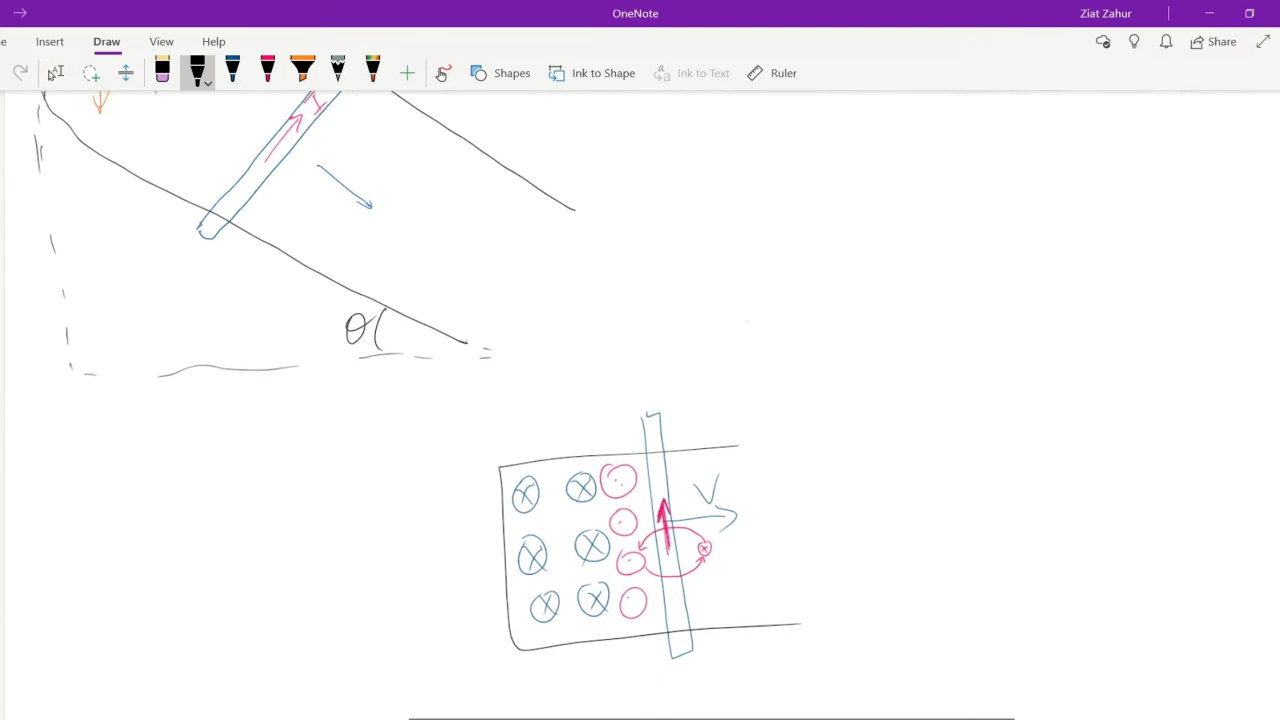 OneNote
Ziat Zahur
Insert Draw View Help
Share
Shapes
Ink to Shape
Ink to Text
Ruler
I
θ
V